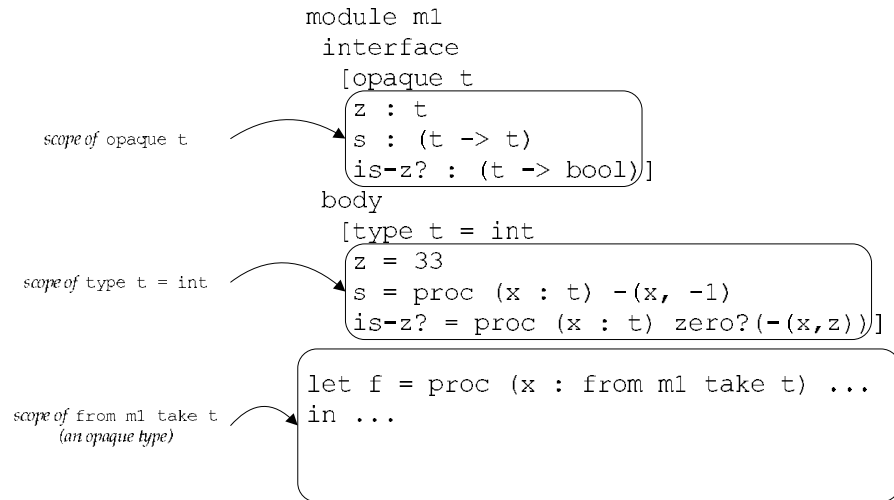 module m1
interface
[opaque t
z : t
scope of opaque t
s : (t -> t)
is-z? : (t -> bool)]
body
[type t = int
z = 33
scope of type t = int
s = proc (x : t) -(x, -1)
is-z? = proc (x : t) zero?(-(x,z))]
let f = proc (x : from m1 take t) ...
scope of from m1 take t
in ...
(an opaque type)